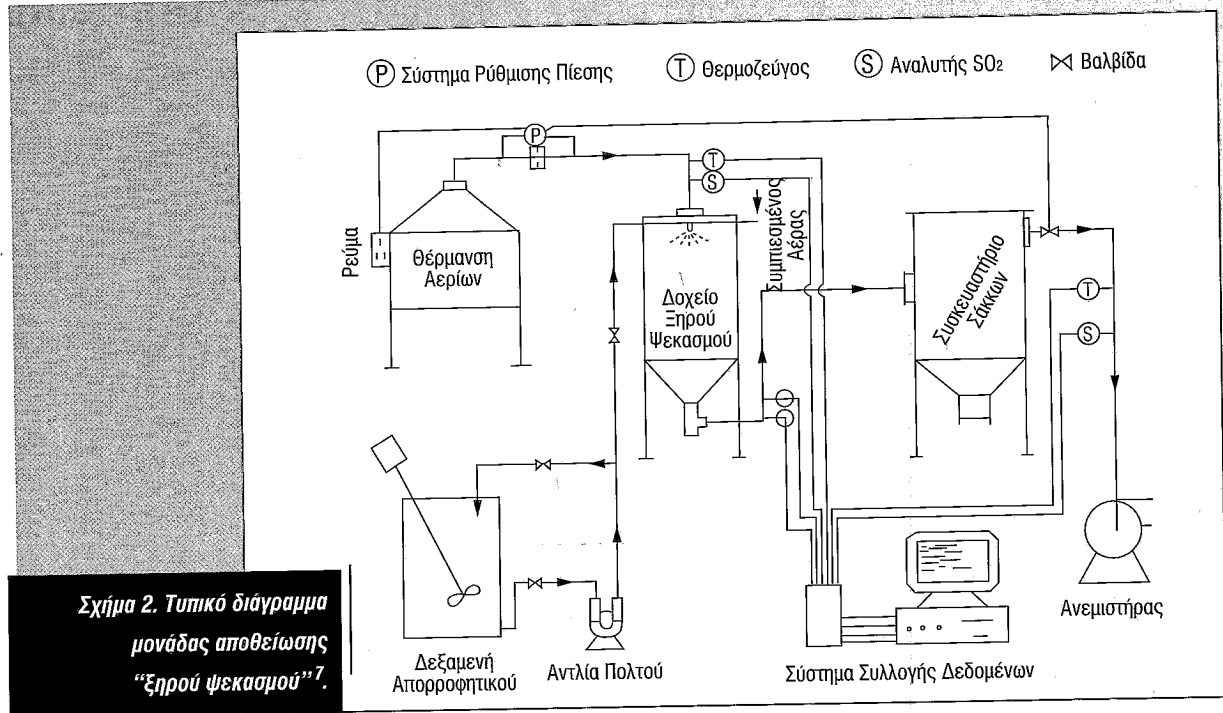 P Σύστημα Ρύθμισης Πίεσης
T Θερμοζεύγος
S Αναλυτής SO2
Βαλβίδα
P
T
S
Ρεύμα
Θέρμανση
Αερίων
Συμπιεσμένος
Αέρας
Δοχείο
Ξηρού
Ψεκασμού
Συσκευαστήριο
Σάκκων
T
S
Δεξαμενή
Απορροφητικού
Αντλία Πολτού
Σύστημα Συλλογής Δεδομένων
Ανεμιστήρας
Σχήμα 2. Τυπικό διάγραμμα
μονάδας αποθείωσης
“ξηρού ψεκασμού”7.